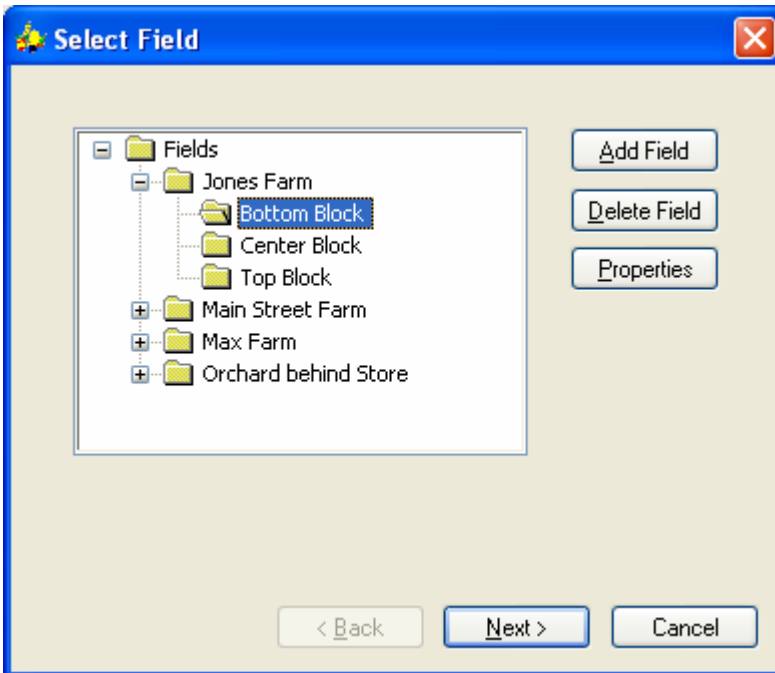 Select Field
Fields
Jones Farm
Bottom Block
Center Block
Top Block
Main Street Farm
Max Farm
Orchard behind Store
Add Field
Delete Field
Properties
< Back
Next >
Cancel